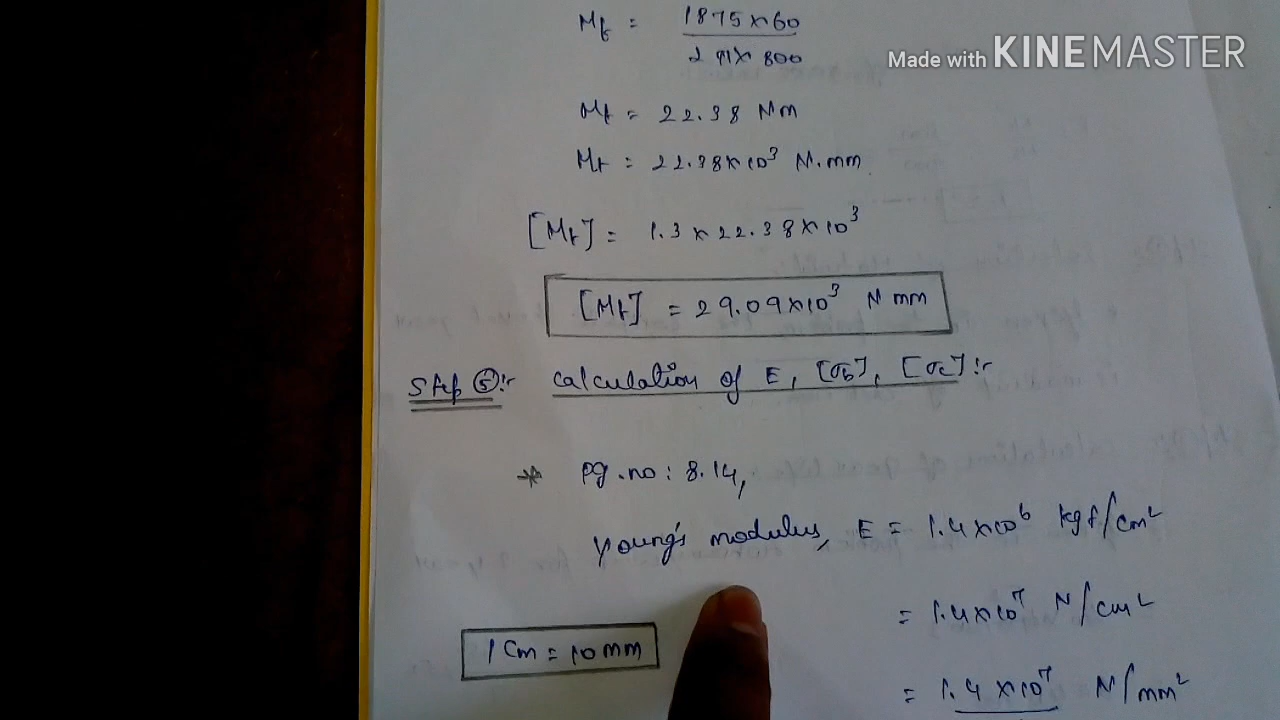 Mt = 1875×60
2π×800
Made with KINEMASTER
Mt = 22.38 Nm
Mt = 22.38×10³ N.mm
[Mt] = 1.3 × 22.38×10³
[Mt] = 29.09×10³ N mm
Step ⑤:- Calculation of E, [σb], [σc] :-
* Pg.no: 8.14,
Young's modulus, E = 1.4×10⁶ kgf/cm²
= 1.4×10⁷ N/cm²
1 Cm = 10 mm
= 1.4 ×10⁷ N/mm²